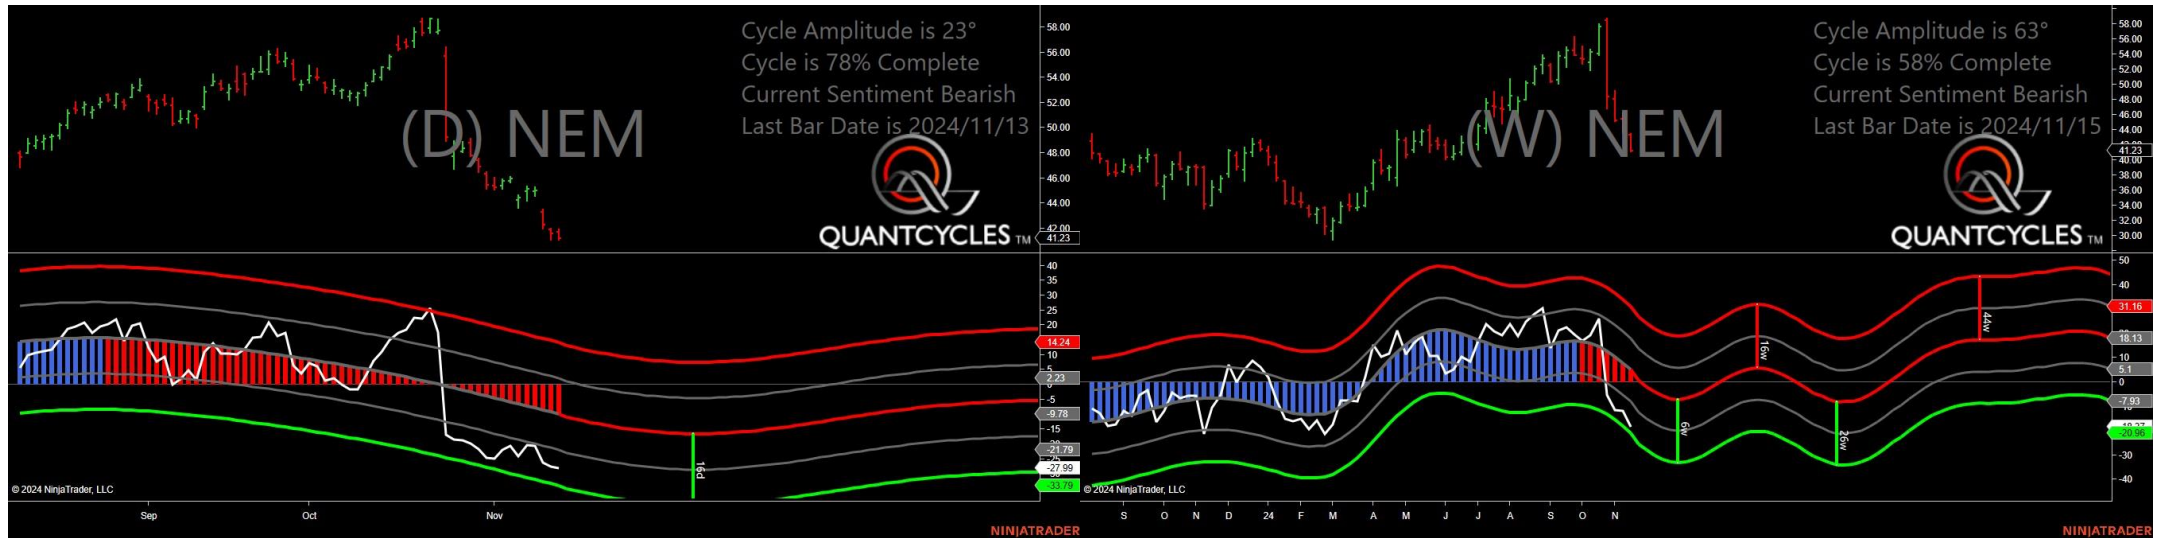 Cycle Amplitude is 23°
Cycle is 78% Complete
Current Sentiment Bearish
Last Bar Date is 2024/11/13
(D) NEM
QUANTCYCLES TM
58.00
56.00
54.00
52.00
50.00
48.00
46.00
44.00
42.00
41.23
40
35
30
25
20
14.24
10
5
2.23
-5
-9.78
-15
-21.79
-27.99
-33.79
16d
© 2024 NinjaTrader, LLC
Sep Oct Nov
NINJATRADER
Cycle Amplitude is 63°
Cycle is 58% Complete
Current Sentiment Bearish
Last Bar Date is 2024/11/15
(W) NEM
QUANTCYCLES TM
58.00
56.00
54.00
52.00
50.00
48.00
46.00
44.00
41.23
40.00
38.00
36.00
34.00
32.00
30.00
50
40
31.16
18.13
10
5.1
0
-7.93
-20.96
-30
-40
6w
16w
26w
44w
© 2024 NinjaTrader, LLC
S O N D 24 F M A M J J A S O N
NINJATRADER